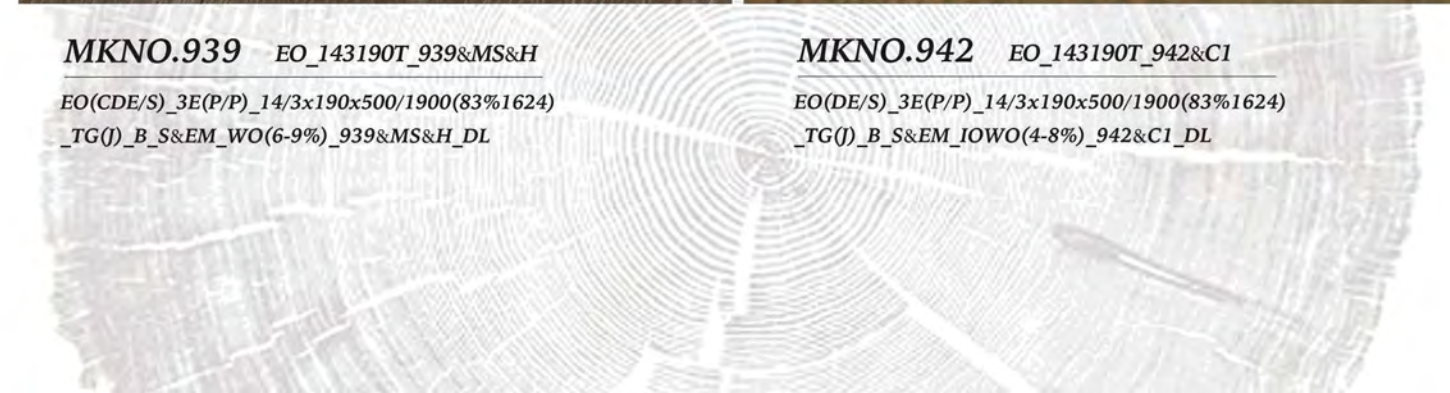 MKNO.939 EO_143190T_939&MS&H
EO(CDE/S)_3E(P/P)_14/3x190x500/1900(83%1624)
_TG(J)_B_S&EM_WO(6-9%)_939&MS&H_DL
MKNO.942 EO_143190T_942&C1
EO(DE/S)_3E(P/P)_14/3x190x500/1900(83%1624)
_TG(J)_B_S&EM_IOWO(4-8%)_942&C1_DL